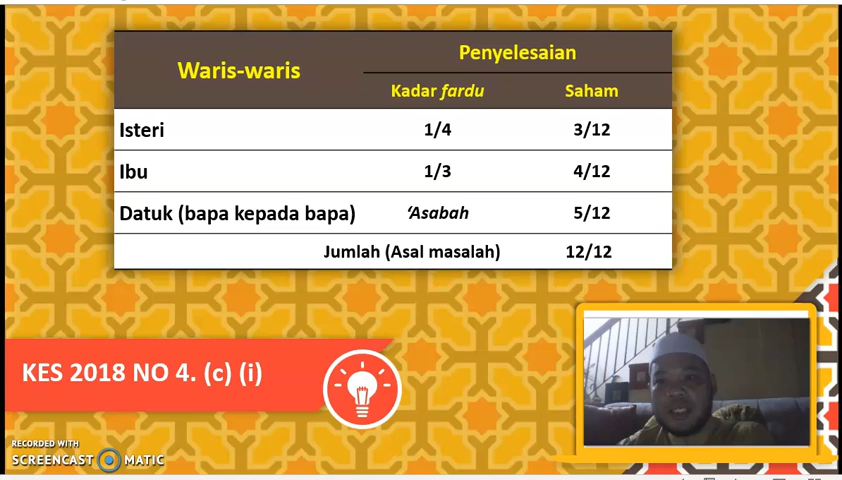 Waris-waris
Penyelesaian
Kadar fardu
Saham
Isteri
1/4
3/12
Ibu
1/3
4/12
Datuk (bapa kepada bapa)
‘Asabah
5/12
Jumlah (Asal masalah)
12/12
KES 2018 NO 4. (c) (i)
RECORDED WITH
SCREENCAST MATIC